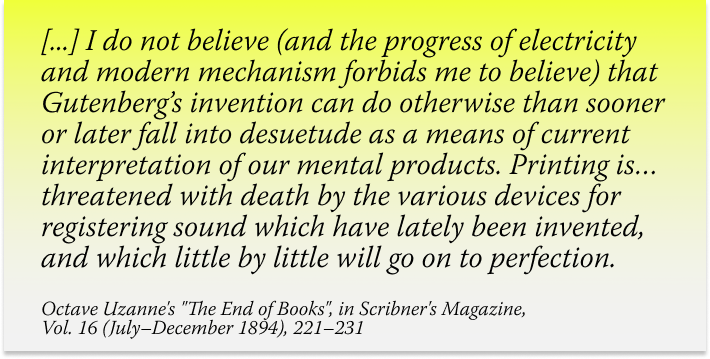 [...] I do not believe (and the progress of electricity
and modern mechanism forbids me to believe) that
Gutenberg’s invention can do otherwise than sooner
or later fall into desuetude as a means of current
interpretation of our mental products. Printing is...
threatened with death by the various devices for
registering sound which have lately been invented,
and which little by little will go on to perfection.
Octave Uzanne's "The End of Books", in Scribner's Magazine,
Vol. 16 (July–December 1894), 221–231